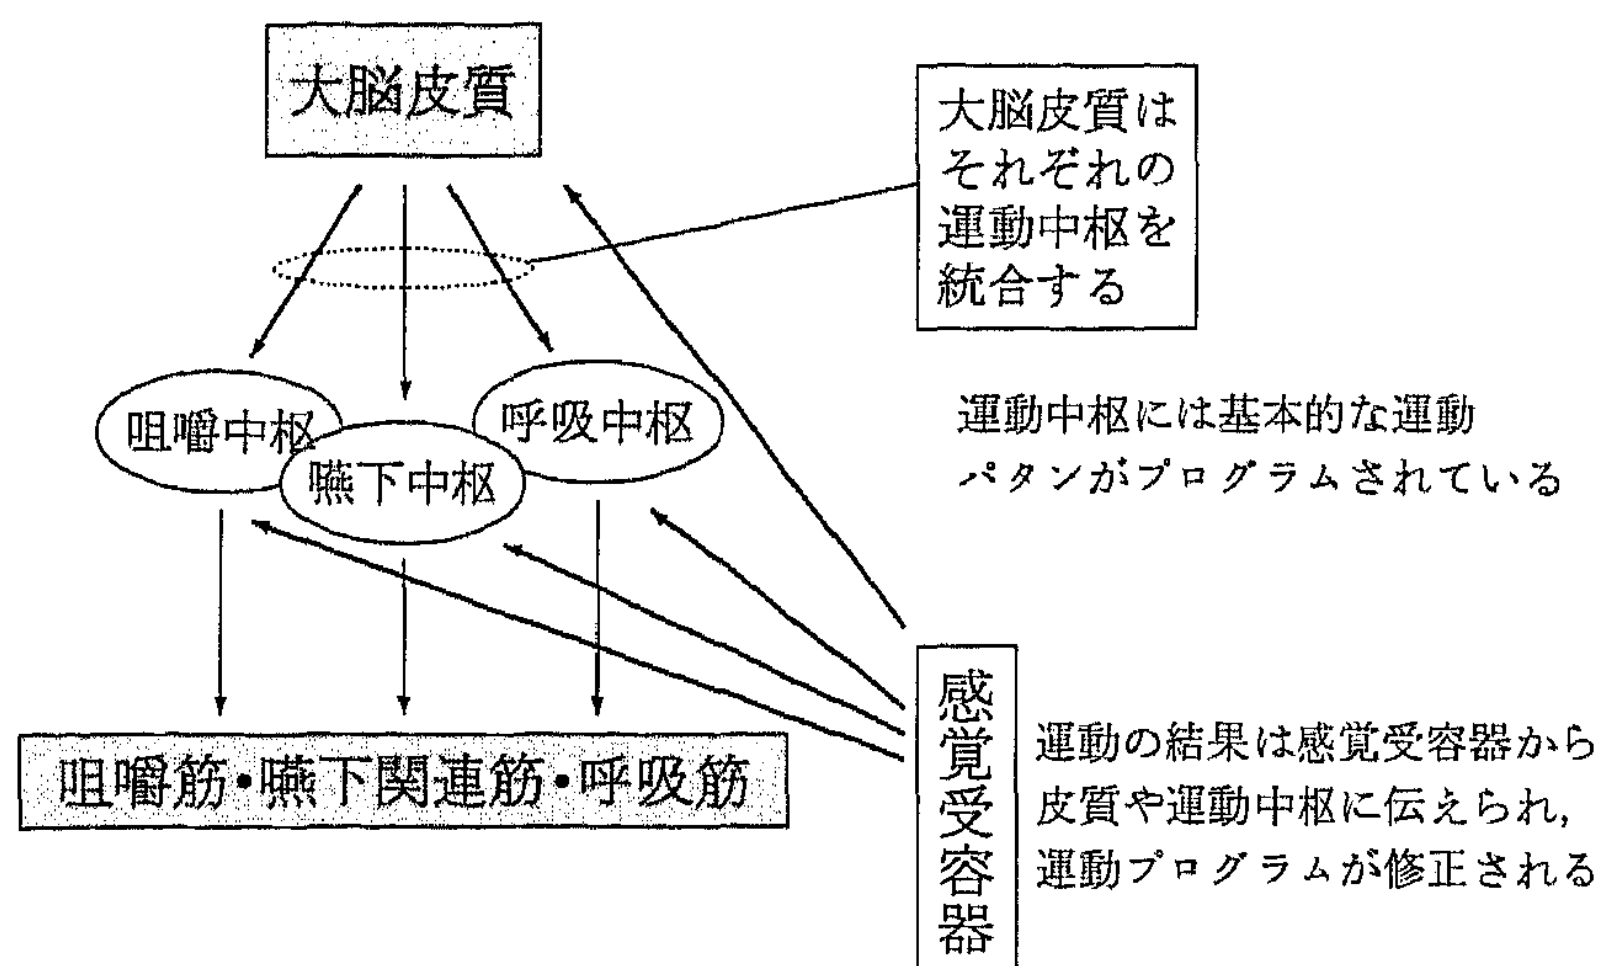 大脳皮質
大脳皮質は
それぞれの
運動中枢を
統合する
咀嚼中枢
嚥下中枢
呼吸中枢
運動中枢には基本的な運動
パタンがプログラムされている
咀嚼筋・嚥下関連筋・呼吸筋
感覚受容器
運動の結果は感覚受容器から
皮質や運動中枢に伝えられ,
運動プログラムが修正される